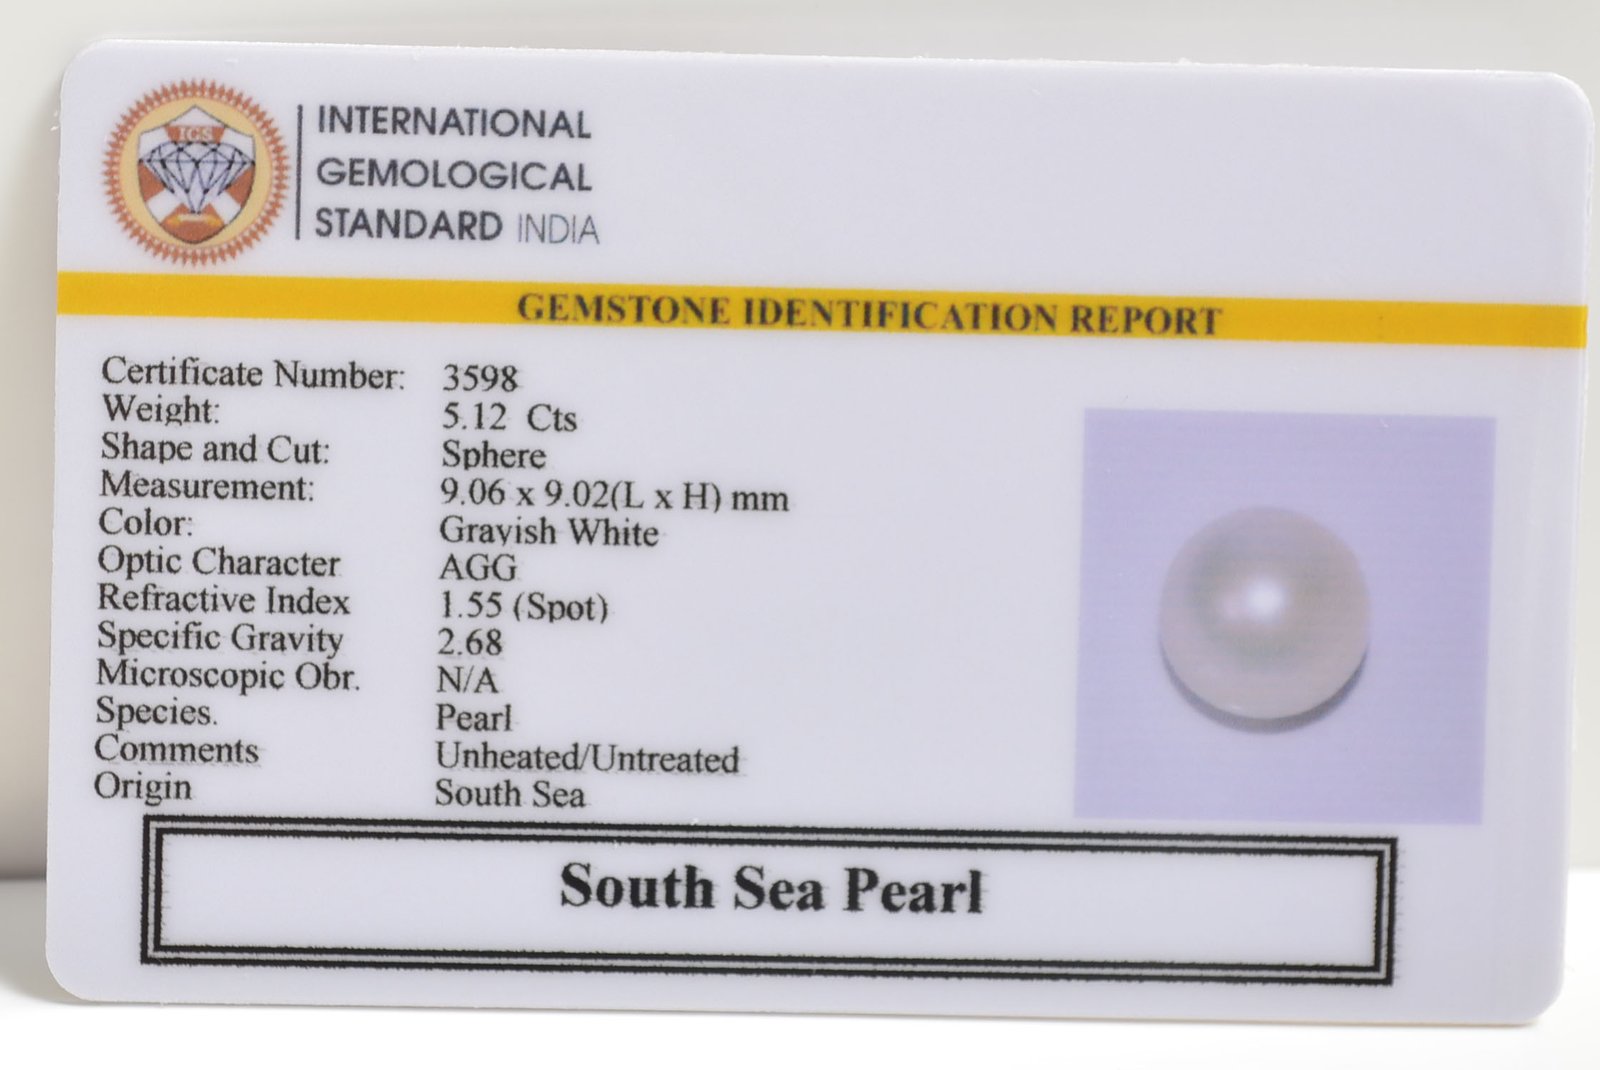 IGS
INTERNATIONAL
GEMOLOGICAL
STANDARD INDIA
GEMSTONE IDENTIFICATION REPORT
Certificate Number: 3598
Weight: 5.12 Cts
Shape and Cut: Sphere
Measurement: 9.06 x 9.02(L x H) mm
Color: Grayish White
Optic Character AGG
Refractive Index 1.55 (Spot)
Specific Gravity 2.68
Microscopic Obr. N/A
Species. Pearl
Comments Unheated/Untreated
Origin South Sea
South Sea Pearl